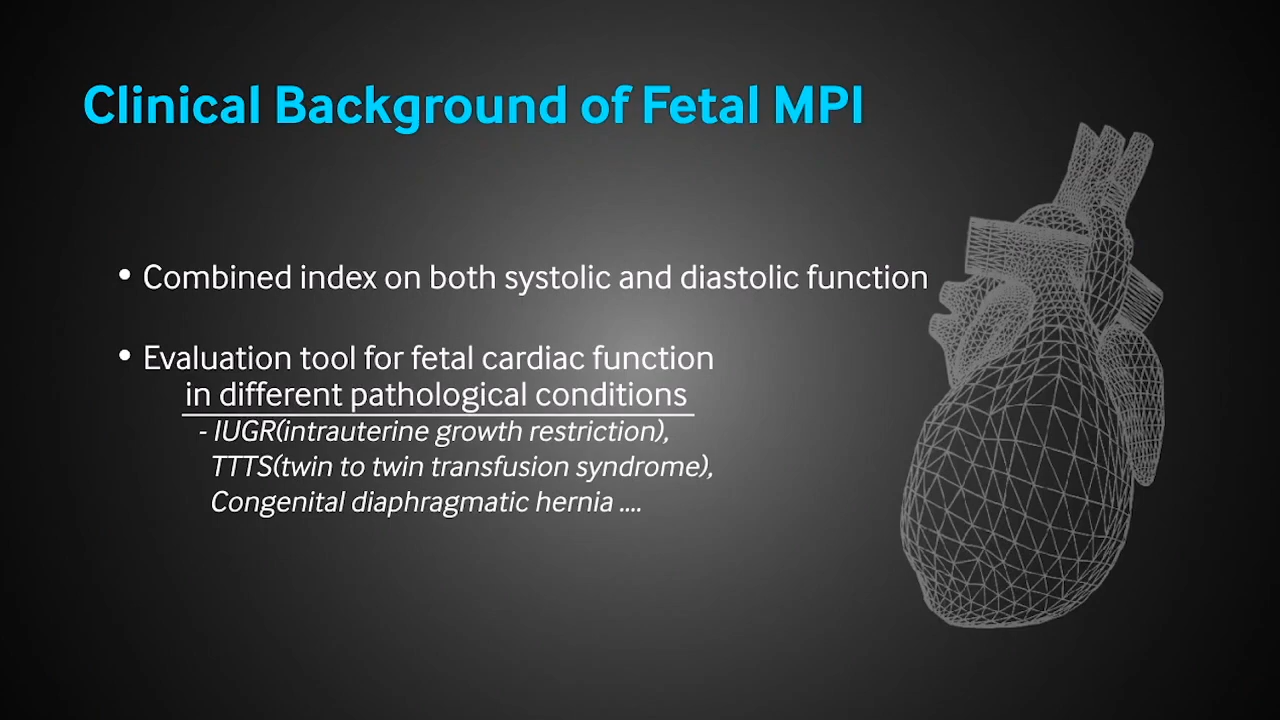 Clinical Background of Fetal MPI
• Combined index on both systolic and diastolic function
• Evaluation tool for fetal cardiac function
in different pathological conditions
- IUGR(intrauterine growth restriction),
TTTS(twin to twin transfusion syndrome),
Congenital diaphragmatic hernia ....